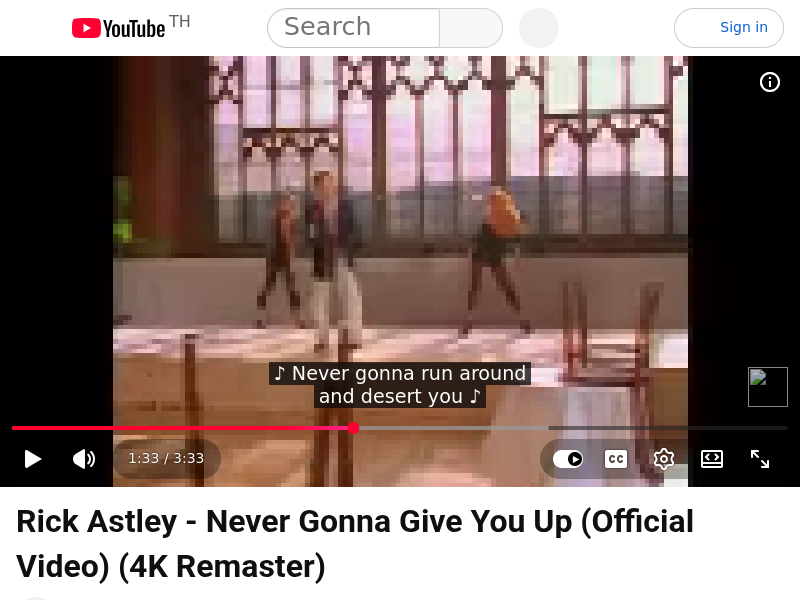 YouTube TH
Search
Sign in
♪ Never gonna run around
and desert you ♪
1:33 / 3:33
CC
Rick Astley - Never Gonna Give You Up (Official
Video) (4K Remaster)